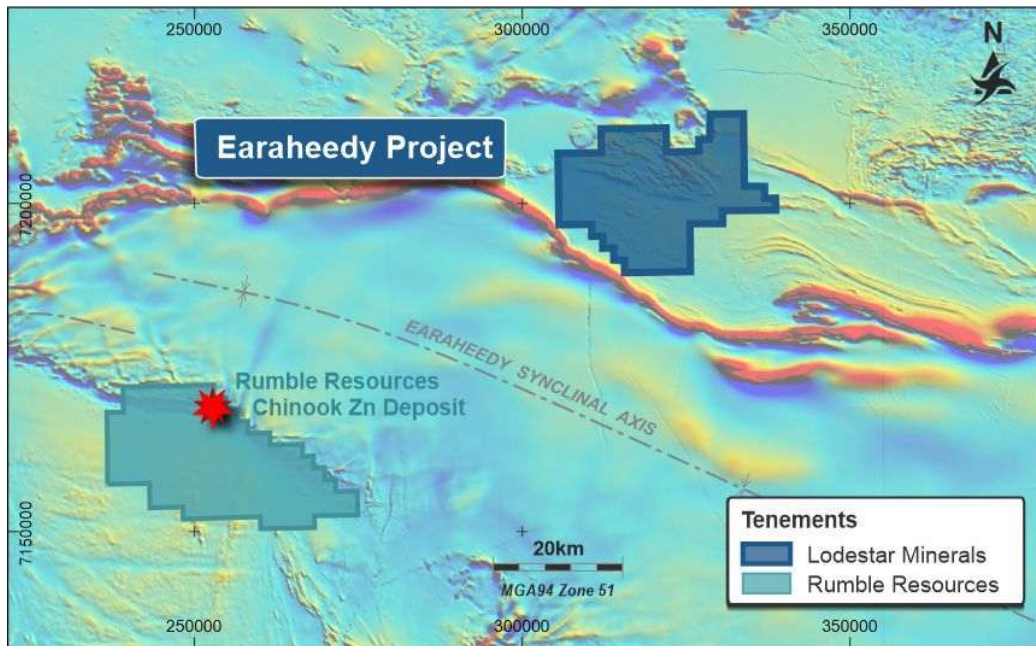 250000
300000
350000
N
Earaheedy Project
7200000
EARAHEEDY SYNCLINAL AXIS
Rumble Resources
Chinook Zn Deposit
7150000
20km
MGA94 Zone 51
Tenements
Lodestar Minerals
Rumble Resources
250000
300000
350000